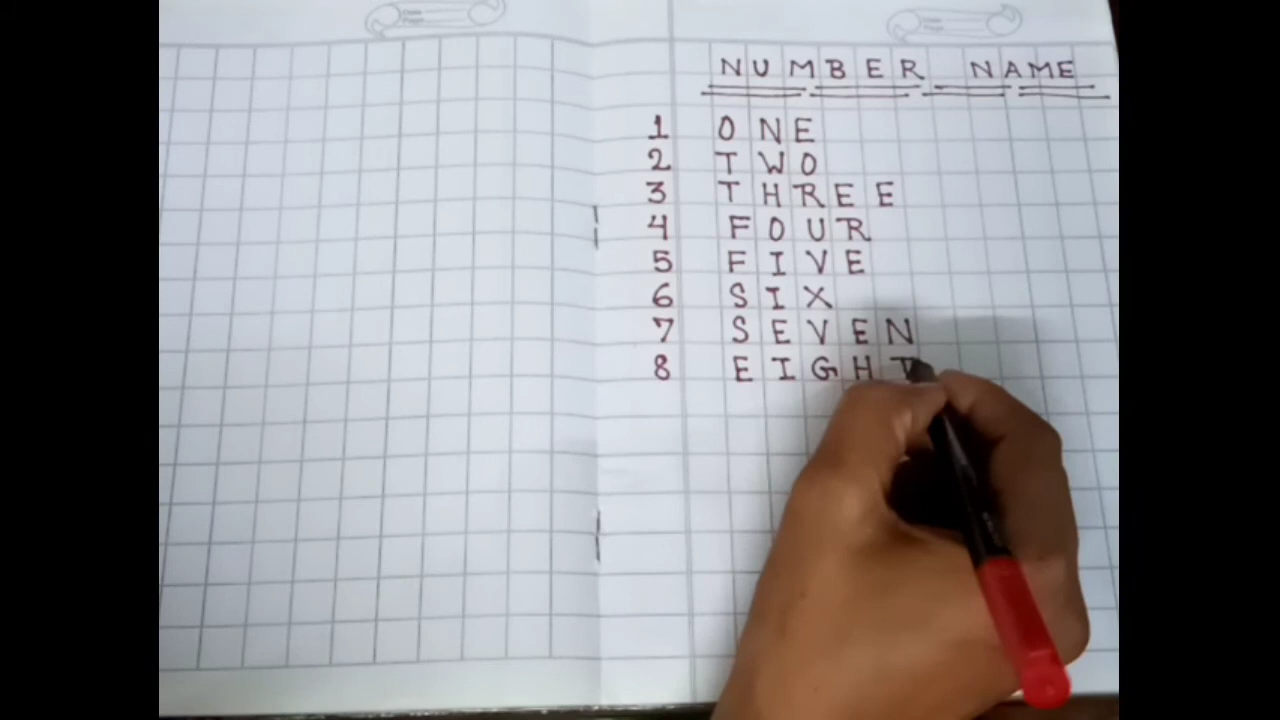 NUMBER NAME
1 ONE
2 TWO
3 THREE
4 FOUR
5 FIVE
6 SIX
7 SEVEN
8 EIGHT